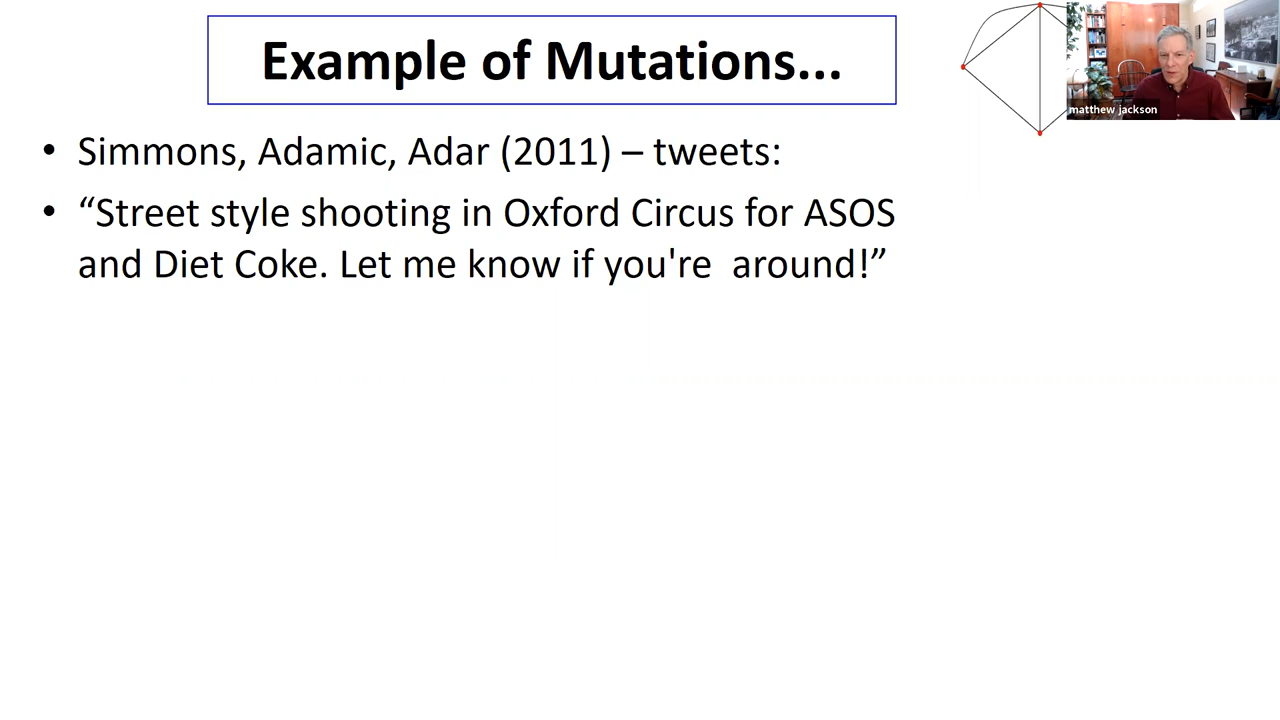 Example of Mutations...
matthew jackson
• Simmons, Adamic, Adar (2011) – tweets:
• “Street style shooting in Oxford Circus for ASOS
and Diet Coke. Let me know if you're  around!”